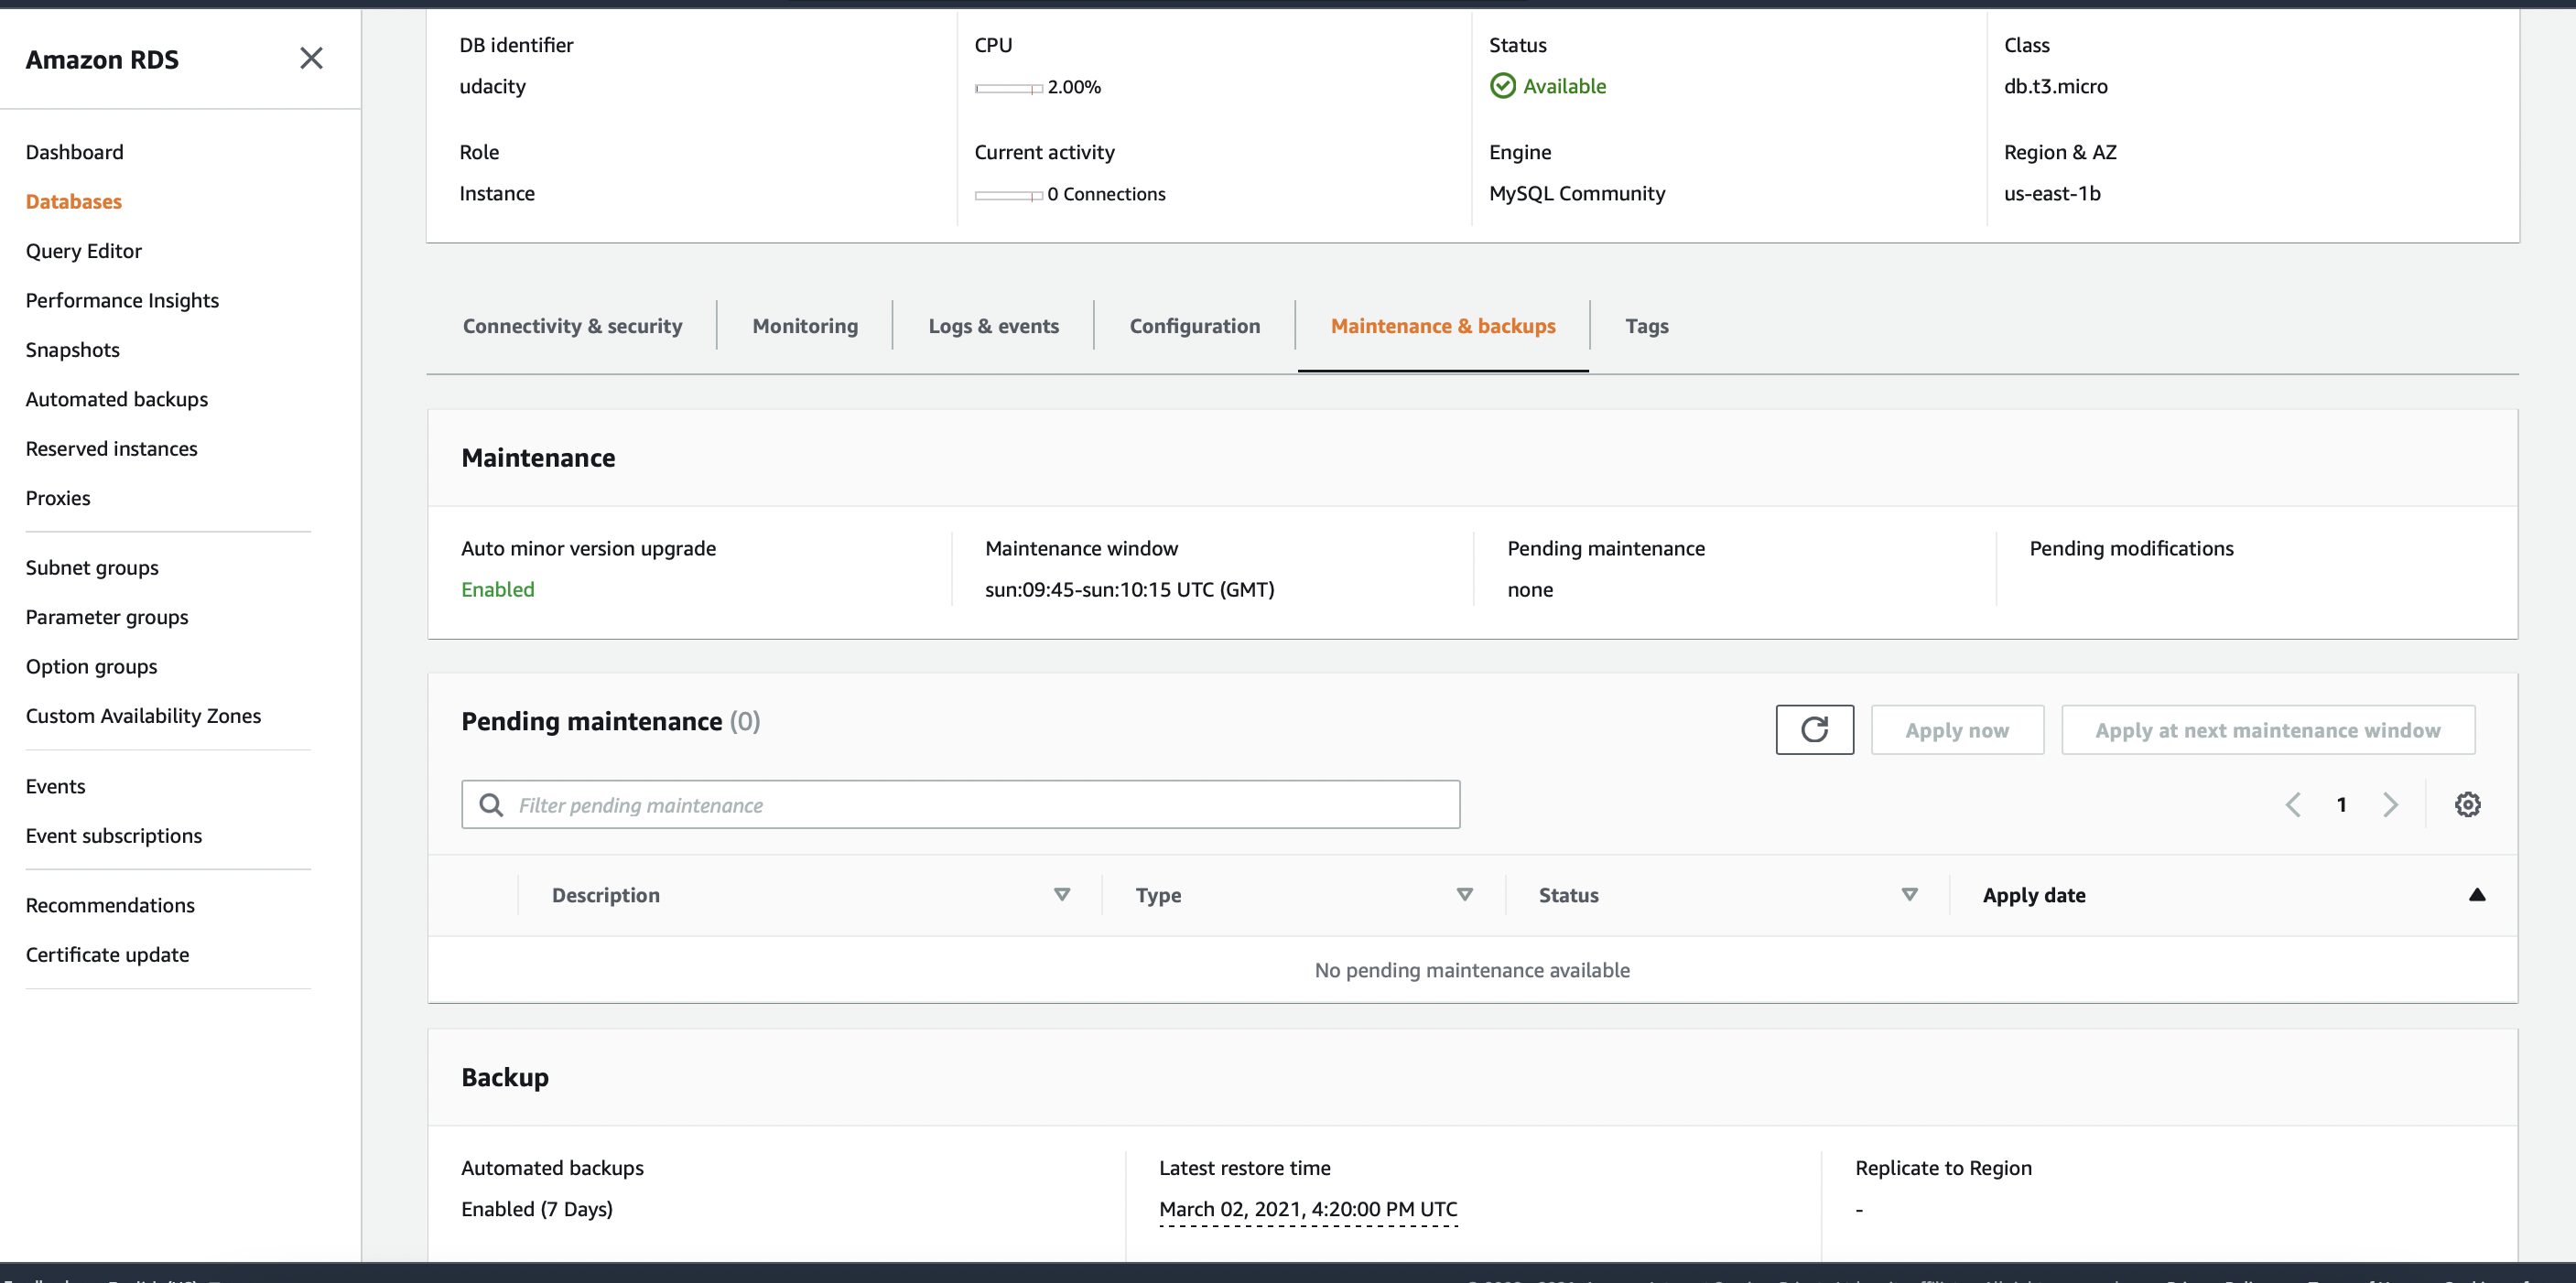 Amazon RDS
Dashboard
Databases
Query Editor
Performance Insights
Snapshots
Automated backups
Reserved instances
Proxies
Subnet groups
Parameter groups
Option groups
Custom Availability Zones
Events
Event subscriptions
Recommendations
Certificate update
DB identifier
udacity
CPU
2.00%
Status
Available
Class
db.t3.micro
Role
Instance
Current activity
0 Connections
Engine
MySQL Community
Region & AZ
us-east-1b
Connectivity & security
Monitoring
Logs & events
Configuration
Maintenance & backups
Tags
Maintenance
Auto minor version upgrade
Enabled
Maintenance window
sun:09:45-sun:10:15 UTC (GMT)
Pending maintenance
none
Pending modifications
Pending maintenance (0)
Apply now
Apply at next maintenance window
Filter pending maintenance
1
Description
Type
Status
Apply date
No pending maintenance available
Backup
Automated backups
Enabled (7 Days)
Latest restore time
March 02, 2021, 4:20:00 PM UTC
Replicate to Region
-